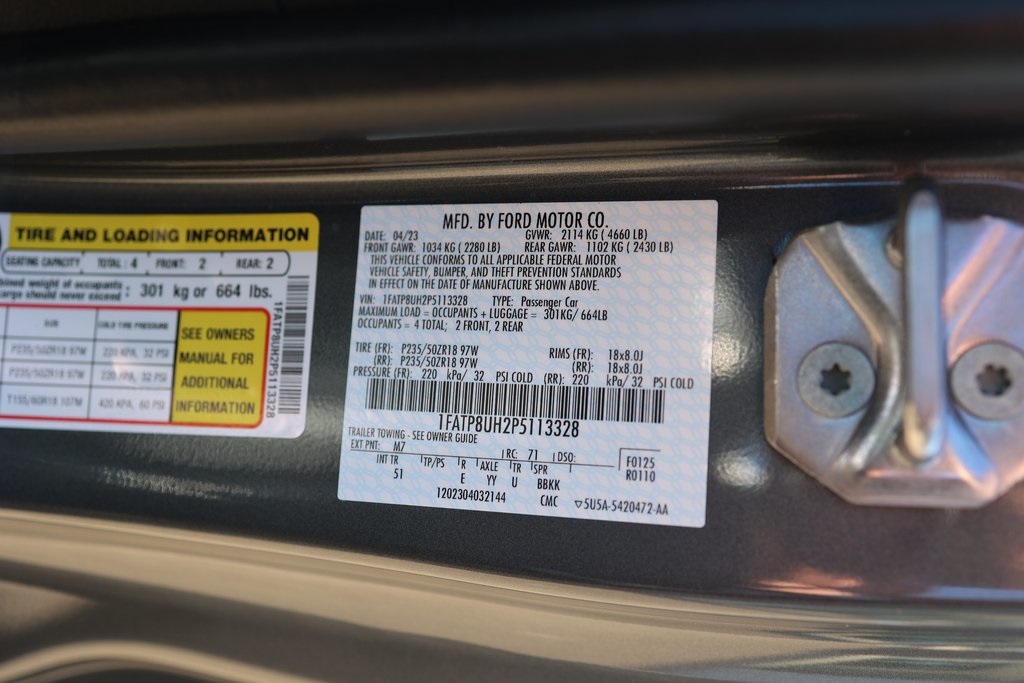 TIRE AND LOADING INFORMATION
SEATING CAPACITY TOTAL: 4 FRONT: 2 REAR: 2
weight of occupants
should never exceed : 301 kg or 664 lbs.
SIZE COLD TIRE PRESSURE
P235/50ZR18 97W 220 KPA, 32 PSI
P235/50ZR18 97W 220 KPA, 32 PSI
T155/60R18 107M 420 KPA, 60 PSI
SEE OWNERS
MANUAL FOR
ADDITIONAL
INFORMATION
1FATP8UH2P5113328
MFD. BY FORD MOTOR CO.
DATE: 04/23 GVWR: 2114 KG ( 4660 LB)
FRONT GAWR: 1034 KG ( 2280 LB) REAR GAWR: 1102 KG ( 2430 LB)
THIS VEHICLE CONFORMS TO ALL APPLICABLE FEDERAL MOTOR
VEHICLE SAFETY, BUMPER, AND THEFT PREVENTION STANDARDS
IN EFFECT ON THE DATE OF MANUFACTURE SHOWN ABOVE.
VIN: 1FATP8UH2P5113328 TYPE: Passenger Car
MAXIMUM LOAD = OCCUPANTS + LUGGAGE = 301KG/ 664LB
OCCUPANTS = 4 TOTAL; 2 FRONT, 2 REAR
TIRE (FR): P235/50ZR18 97W RIMS (FR): 18x8.0J
(RR): P235/50ZR18 97W (RR): 18x8.0J
PRESSURE (FR): 220 kPa/ 32 PSI COLD (RR): 220 kPa/ 32 PSI COLD
1FATP8UH2P5113328
TRAILER TOWING - SEE OWNER GUIDE
EXT PNT: M7 RC: 71 DSO:
INT TR TP/PS R AXLE TR SPR
51 E YY U BBKK
F0125
R0110
1202304032144 CMC ▽5U5A-5420472-AA